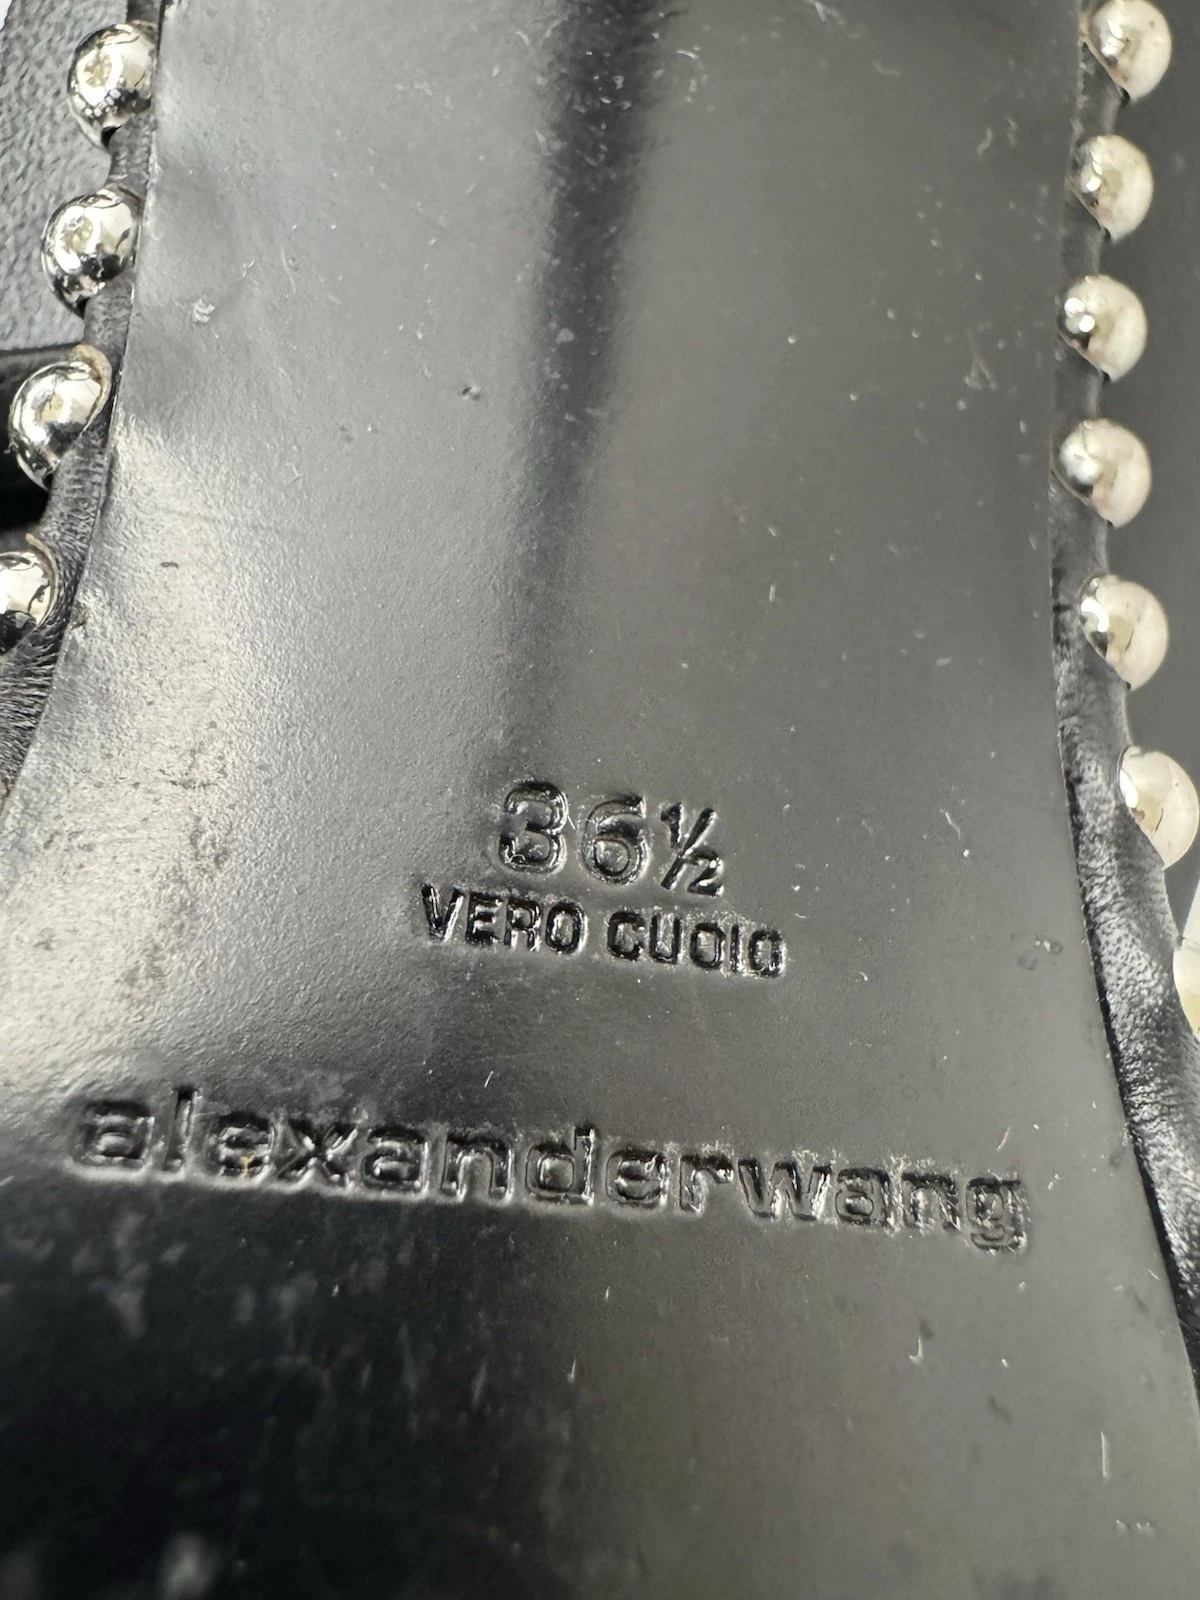 36½
VERO CUOIO
alexanderwang